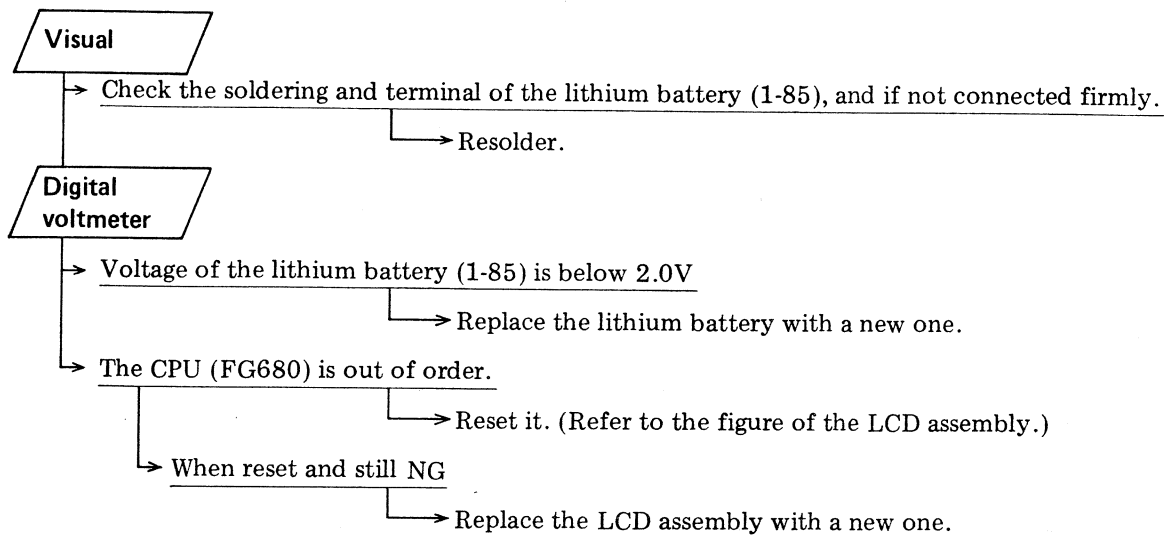 Visual
Check the soldering and terminal of the lithium battery (1-85), and if not connected firmly.
Resolder.
Digital
voltmeter
Voltage of the lithium battery (1-85) is below 2.0V
Replace the lithium battery with a new one.
The CPU (FG680) is out of order.
Reset it. (Refer to the figure of the LCD assembly.)
When reset and still NG
Replace the LCD assembly with a new one.